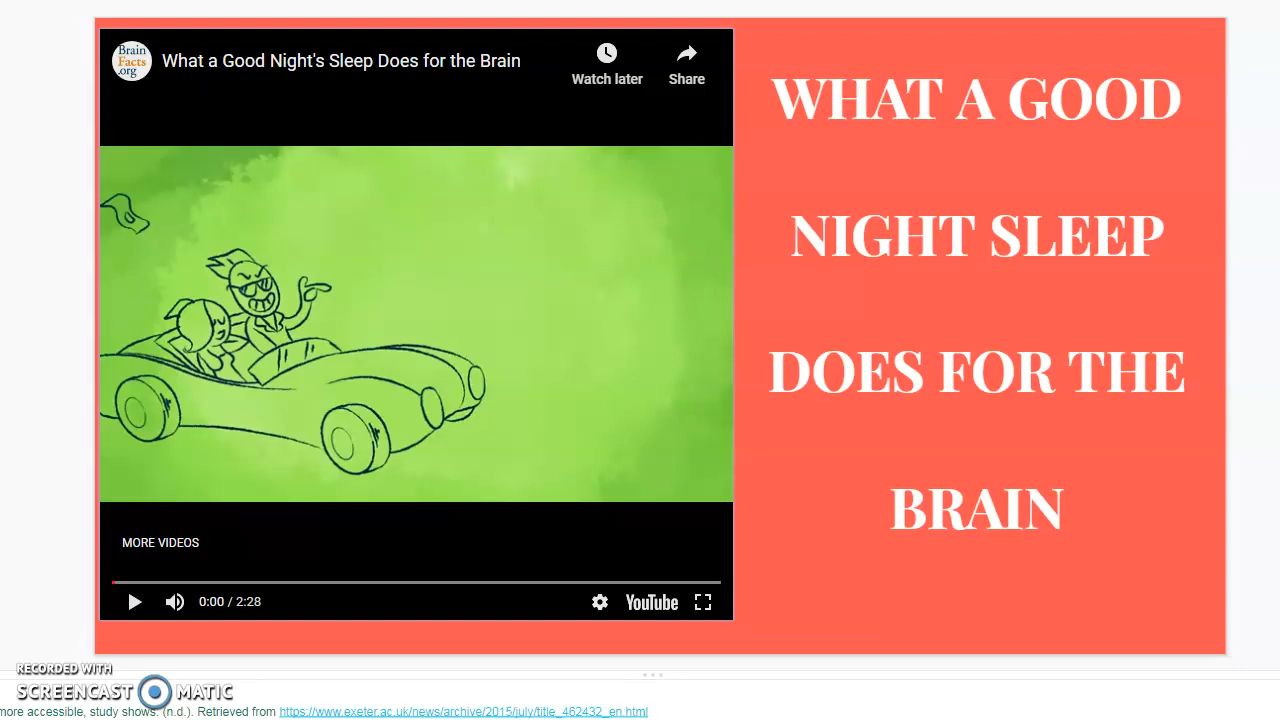 Brain
Facts
.org
What a Good Night's Sleep Does for the Brain
Watch later
Share
WHAT A GOOD
NIGHT SLEEP
DOES FOR THE
BRAIN
MORE VIDEOS
0:00 / 2:28
YouTube
RECORDED WITH
SCREENCAST MATIC
more accessible, study shows. (n.d.). Retrieved from https://www.exeter.ac.uk/news/archive/2015/july/title_462432_en.html